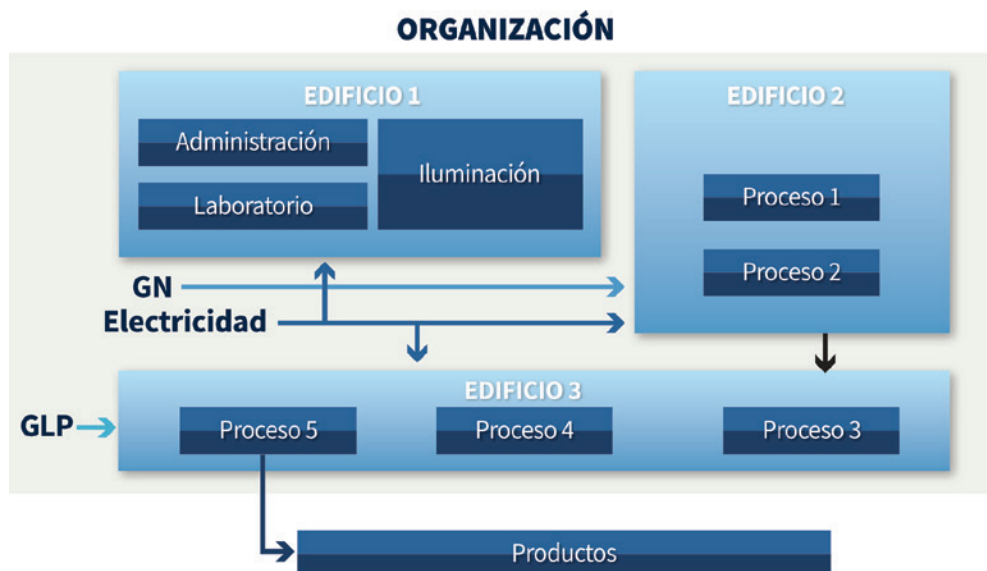 ORGANIZACIÓN
EDIFICIO 1
Administración
Laboratorio
Iluminación
EDIFICIO 2
Proceso 1
Proceso 2
GN
Electricidad
EDIFICIO 3
GLP
Proceso 5
Proceso 4
Proceso 3
Productos